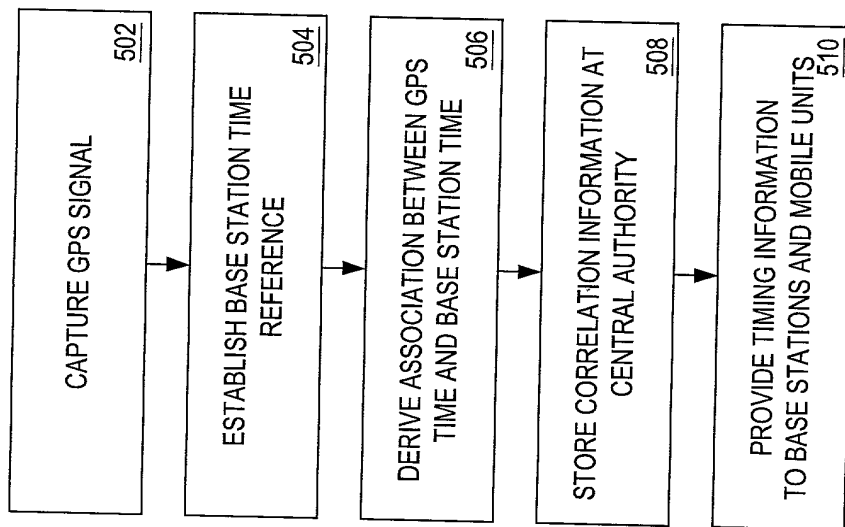 CAPTURE GPS SIGNAL
502
ESTABLISH BASE STATION TIME
REFERENCE
504
DERIVE ASSOCIATION BETWEEN GPS
TIME AND BASE STATION TIME
506
STORE CORRELATION INFORMATION AT
CENTRAL AUTHORITY
508
PROVIDE TIMING INFORMATION
TO BASE STATIONS AND MOBILE UNITS
510